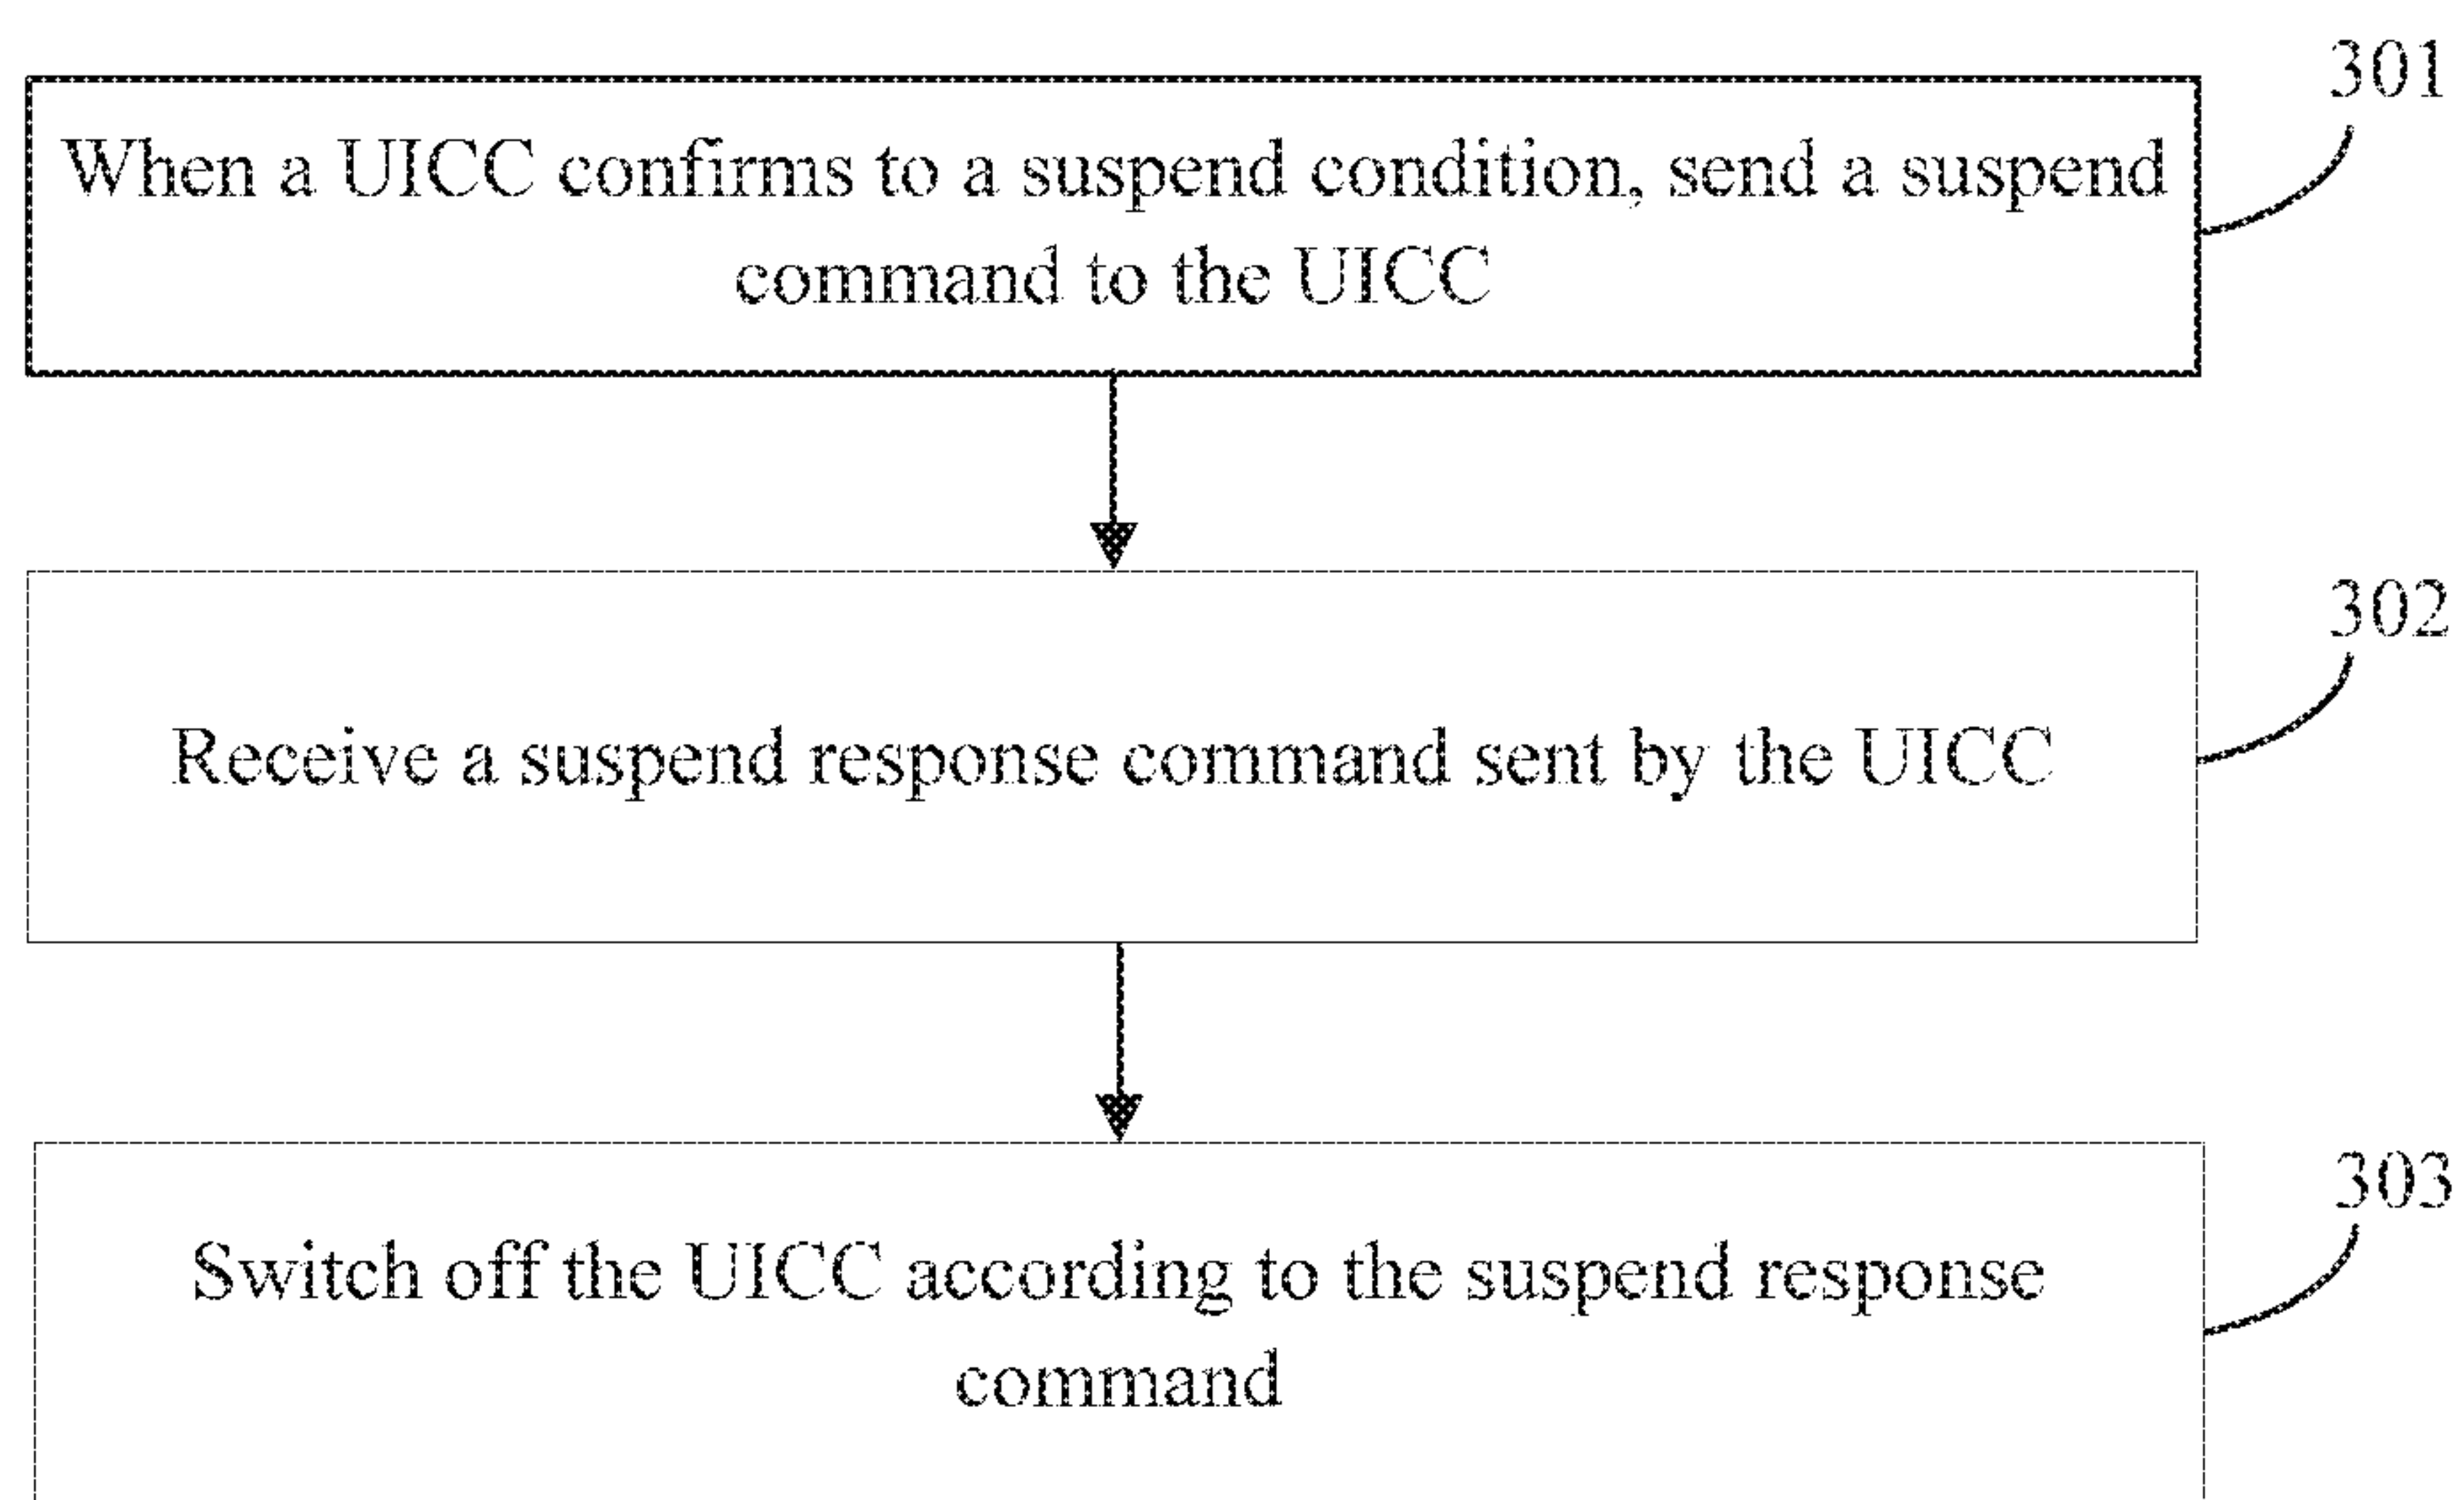 301
When a UICC confirms to a suspend condition, send a suspend
command to the UICC
302
Receive a suspend response command sent by the UICC
303
Switch off the UICC according to the suspend response
command